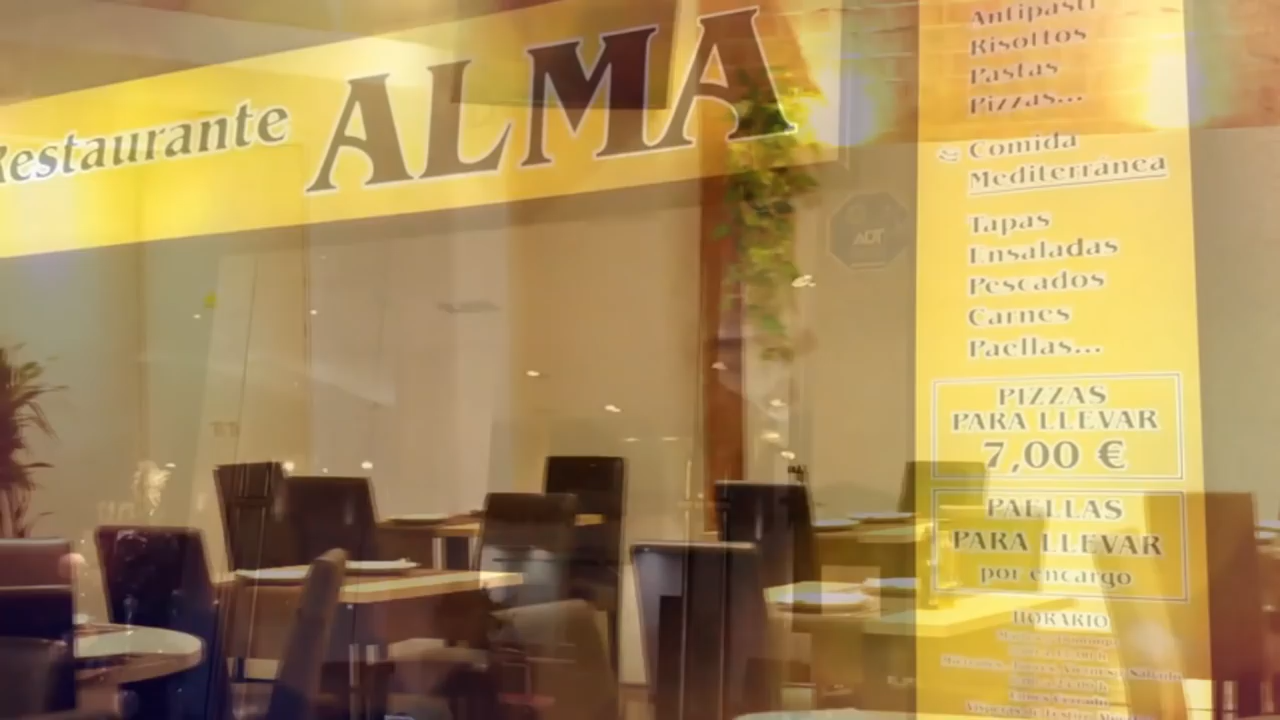 Restaurante ALMA
Antipasti
Risottos
Pastas
Pizzas...
Comida
Mediterránea
Tapas
Ensaladas
Pescados
Carnes
Paellas...
ADT
PIZZAS
PARA LLEVAR
7,00 €
PAELLAS
PARA LLEVAR
por encargo
HORARIO